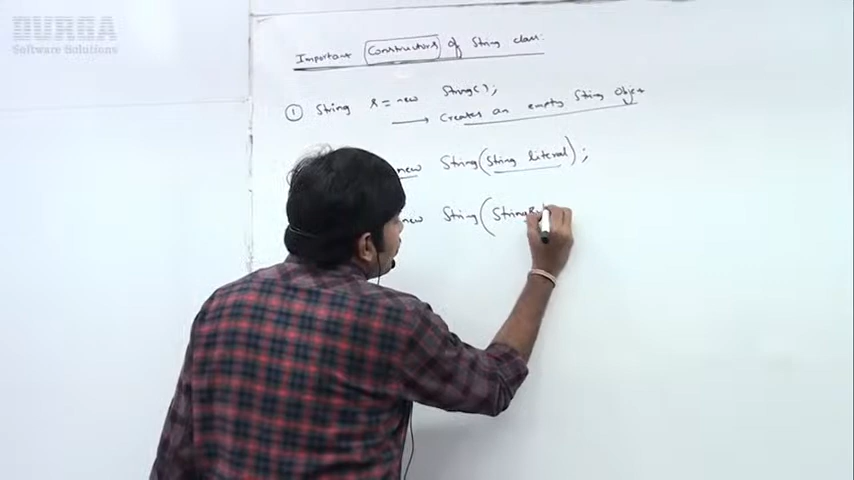 DURGA
Software Solutions
Important Constructors of String class:
① String s = new String();
→ Creates an empty String Object
new String(String literal);
new String(StringB